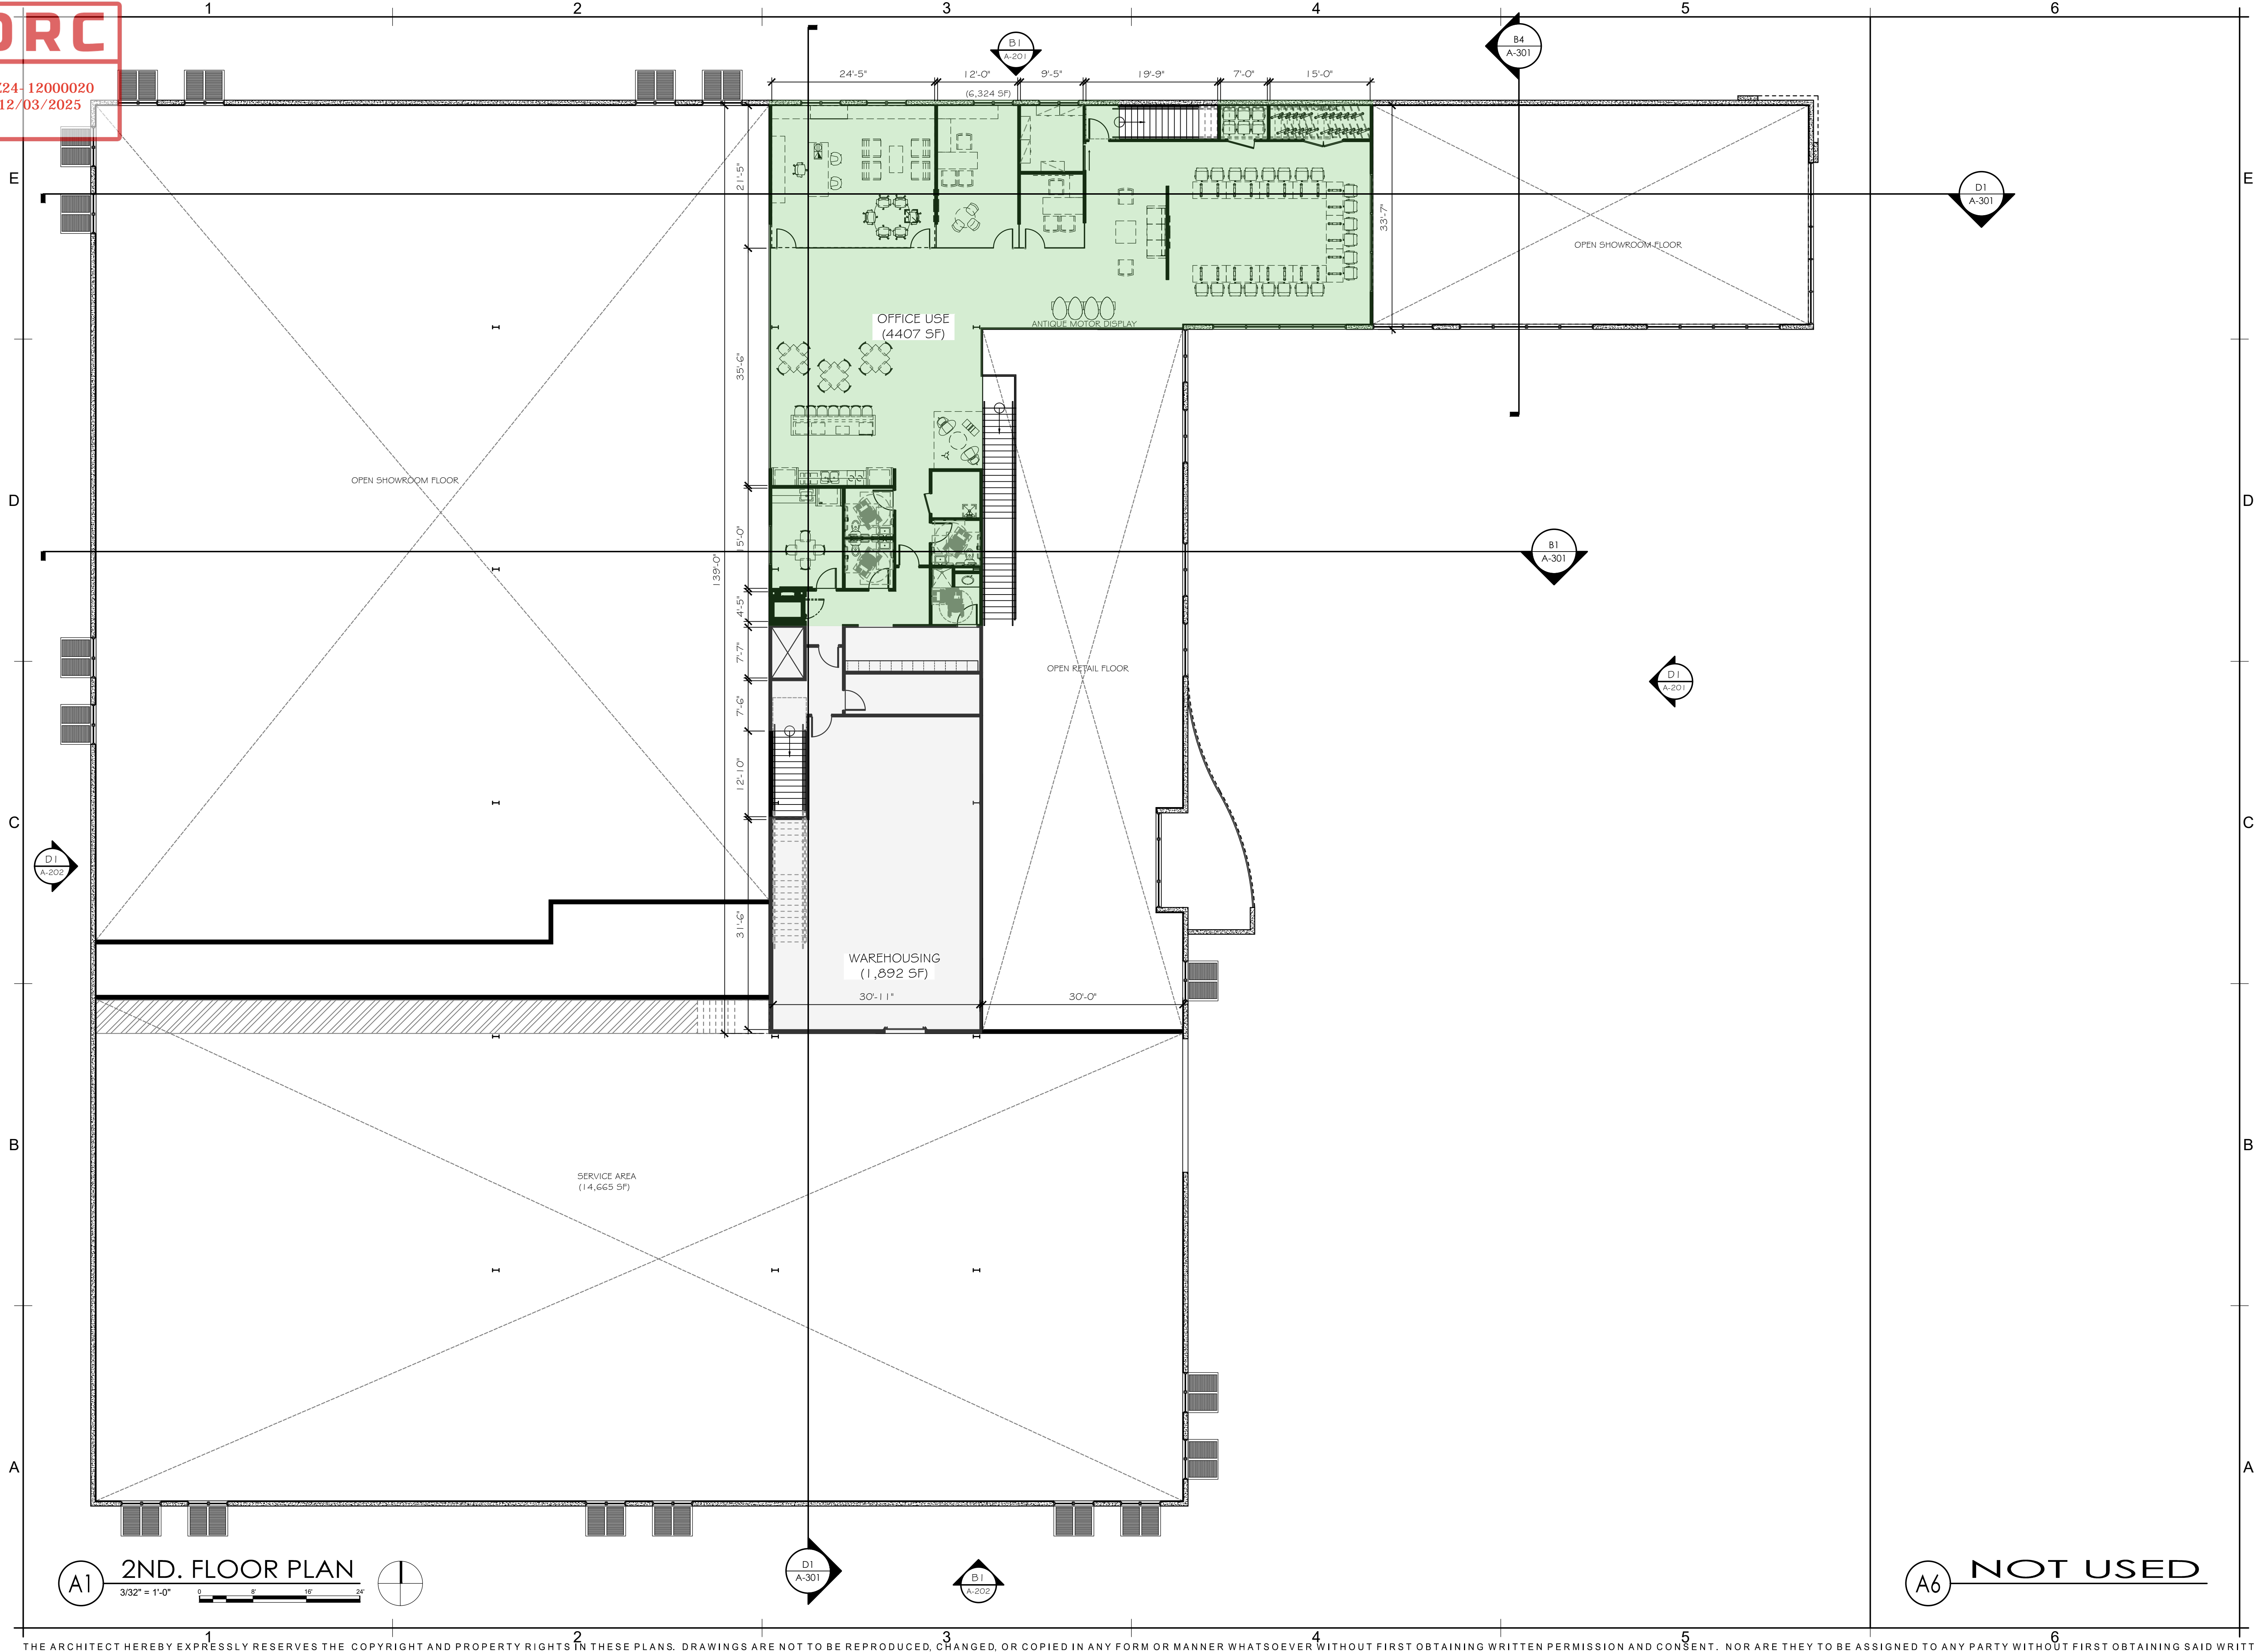 1 2 3 4 5 6
DRC
24-12000020
12/03/2025
B1
A-201
B4
A-301
24'-5" 12'-0" 9'-5" 19'-9" 7'-0" 15'-0"
(6,324 SF)
E E
21'-5"
33'-7"
D1
A-301
OPEN SHOWROOM FLOOR
OFFICE USE
(4407 SF)
ANTIQUE MOTOR DISPLAY
35'-6"
OPEN SHOWROOM FLOOR
D D
15'-0"
139'-0"
B1
A-301
4'-5"
7'-7"
OPEN RETAIL FLOOR
D1
A-201
7'-6"
12'-10"
C C
D1
A-202
31'-6"
WAREHOUSING
(1,892 SF)
30'-11" 30'-0"
B B
SERVICE AREA
(14,665 SF)
A A
A1 2ND. FLOOR PLAN
3/32" = 1'-0" 0 8' 16' 24'
D1
A-301
B1
A-202
A6 NOT USED
1 2 3 4 5 6
THE ARCHITECT HEREBY EXPRESSLY RESERVES THE COPYRIGHT AND PROPERTY RIGHTS IN THESE PLANS. DRAWINGS ARE NOT TO BE REPRODUCED, CHANGED, OR COPIED IN ANY FORM OR MANNER WHATSOEVER WITHOUT FIRST OBTAINING WRITTEN PERMISSION AND CONSENT. NOR ARE THEY TO BE ASSIGNED TO ANY PARTY WITHOUT FIRST OBTAINING SAID WRITT